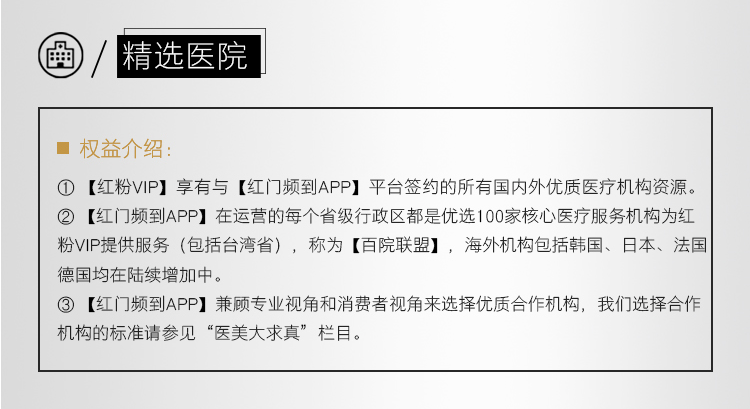 精选医院
权益介绍：
① 【红粉VIP】享有与【红门频到APP】平台签约的所有国内外优质医疗机构资源。
② 【红门频到APP】在运营的每个省级行政区都是优选100家核心医疗服务机构为红
粉VIP提供服务（包括台湾省），称为【百院联盟】，海外机构包括韩国、日本、法国
德国均在陆续增加中。
③ 【红门频到APP】兼顾专业视角和消费者视角来选择优质合作机构，我们选择合作
机构的标准请参见“医美大求真”栏目。